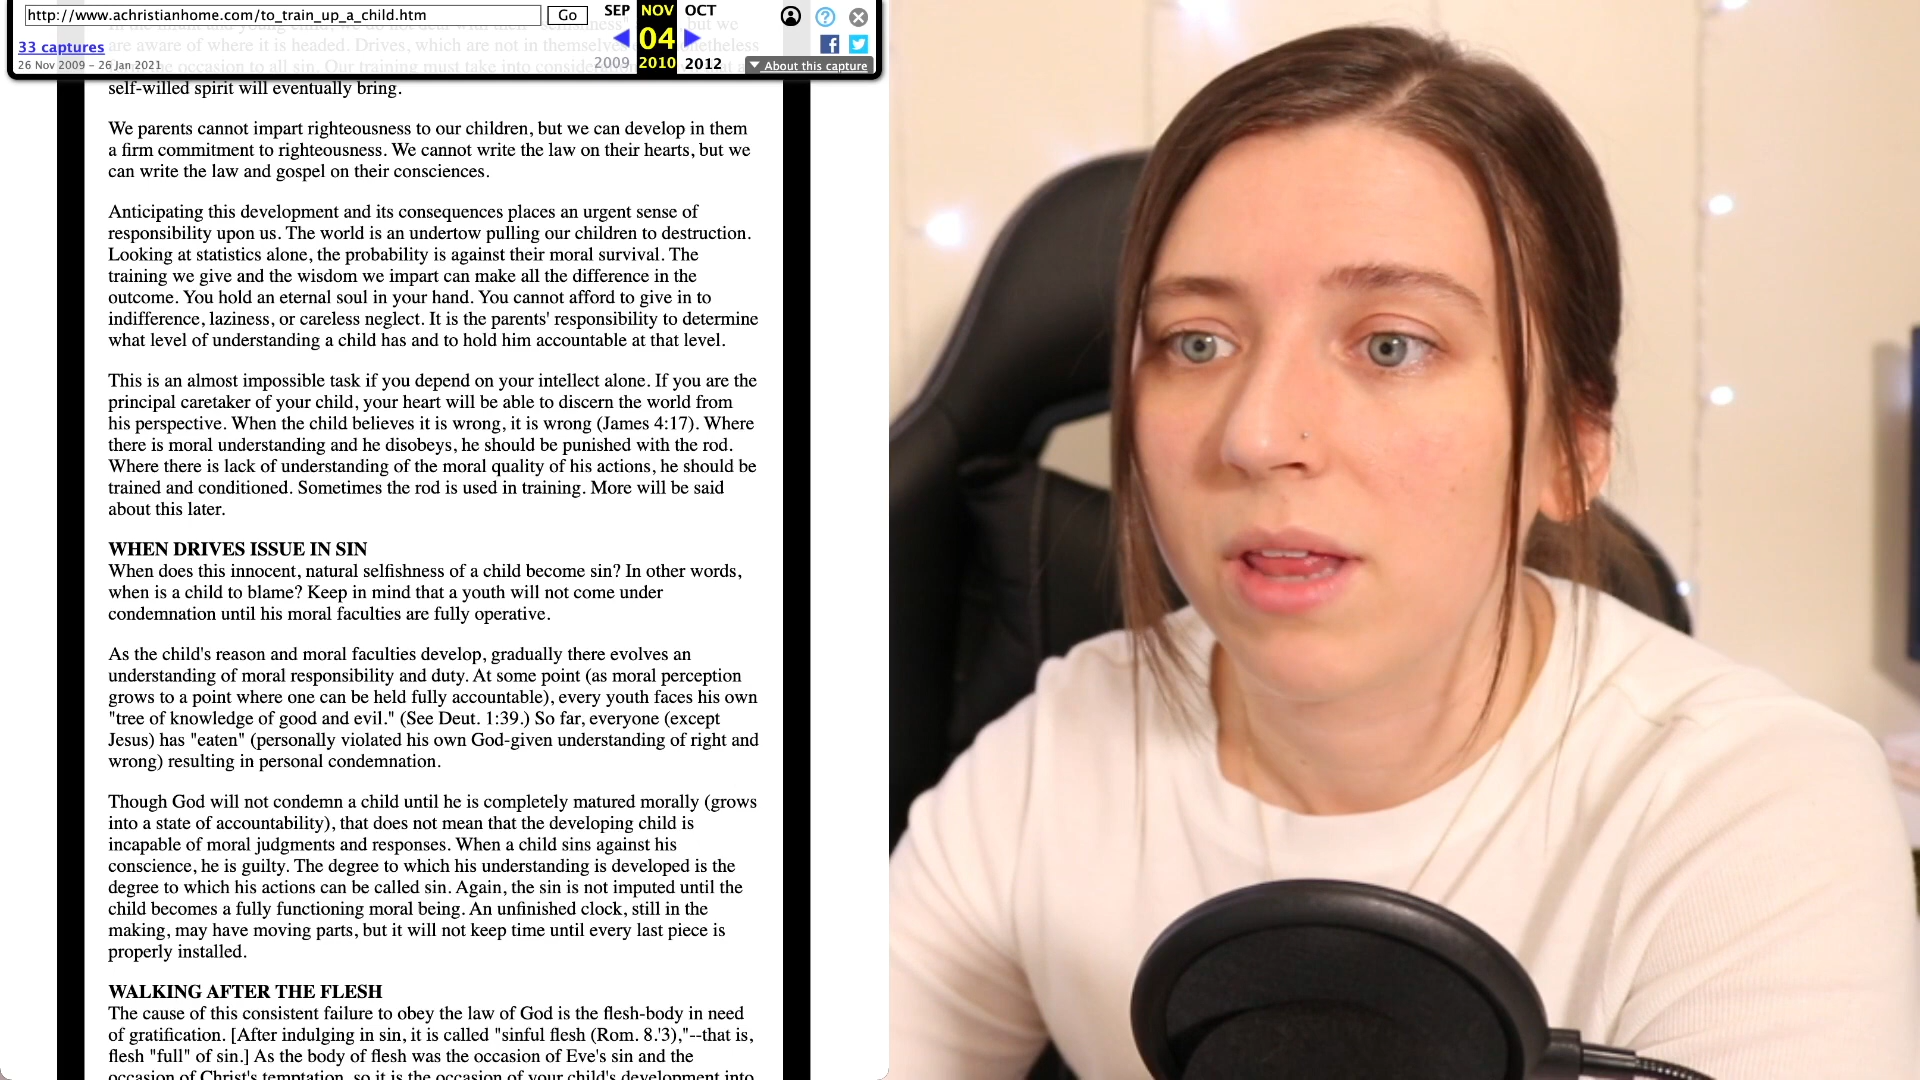 http://www.achristianhome.com/to_train_up_a_child.htm
Go
SEP NOV OCT
33 captures
04
26 Nov 2009 – 26 Jan 2021
2009 2010 2012
▼ About this capture
self-willed spirit will eventually bring.
We parents cannot impart righteousness to our children, but we can develop in them
a firm commitment to righteousness. We cannot write the law on their hearts, but we
can write the law and gospel on their consciences.
Anticipating this development and its consequences places an urgent sense of
responsibility upon us. The world is an undertow pulling our children to destruction.
Looking at statistics alone, the probability is against their moral survival. The
training we give and the wisdom we impart can make all the difference in the
outcome. You hold an eternal soul in your hand. You cannot afford to give in to
indifference, laziness, or careless neglect. It is the parents' responsibility to determine
what level of understanding a child has and to hold him accountable at that level.
This is an almost impossible task if you depend on your intellect alone. If you are the
principal caretaker of your child, your heart will be able to discern the world from
his perspective. When the child believes it is wrong, it is wrong (James 4:17). Where
there is moral understanding and he disobeys, he should be punished with the rod.
Where there is lack of understanding of the moral quality of his actions, he should be
trained and conditioned. Sometimes the rod is used in training. More will be said
about this later.
WHEN DRIVES ISSUE IN SIN
When does this innocent, natural selfishness of a child become sin? In other words,
when is a child to blame? Keep in mind that a youth will not come under
condemnation until his moral faculties are fully operative.
As the child's reason and moral faculties develop, gradually there evolves an
understanding of moral responsibility and duty. At some point (as moral perception
grows to a point where one can be held fully accountable), every youth faces his own
"tree of knowledge of good and evil." (See Deut. 1:39.) So far, everyone (except
Jesus) has "eaten" (personally violated his own God-given understanding of right and
wrong) resulting in personal condemnation.
Though God will not condemn a child until he is completely matured morally (grows
into a state of accountability), that does not mean that the developing child is
incapable of moral judgments and responses. When a child sins against his
conscience, he is guilty. The degree to which his understanding is developed is the
degree to which his actions can be called sin. Again, the sin is not imputed until the
child becomes a fully functioning moral being. An unfinished clock, still in the
making, may have moving parts, but it will not keep time until every last piece is
properly installed.
WALKING AFTER THE FLESH
The cause of this consistent failure to obey the law of God is the flesh-body in need
of gratification. [After indulging in sin, it is called "sinful flesh (Rom. 8.'3),"--that is,
flesh "full" of sin.] As the body of flesh was the occasion of Eve's sin and the
occasion of Christ's temptation, so it is the occasion of your child's development into